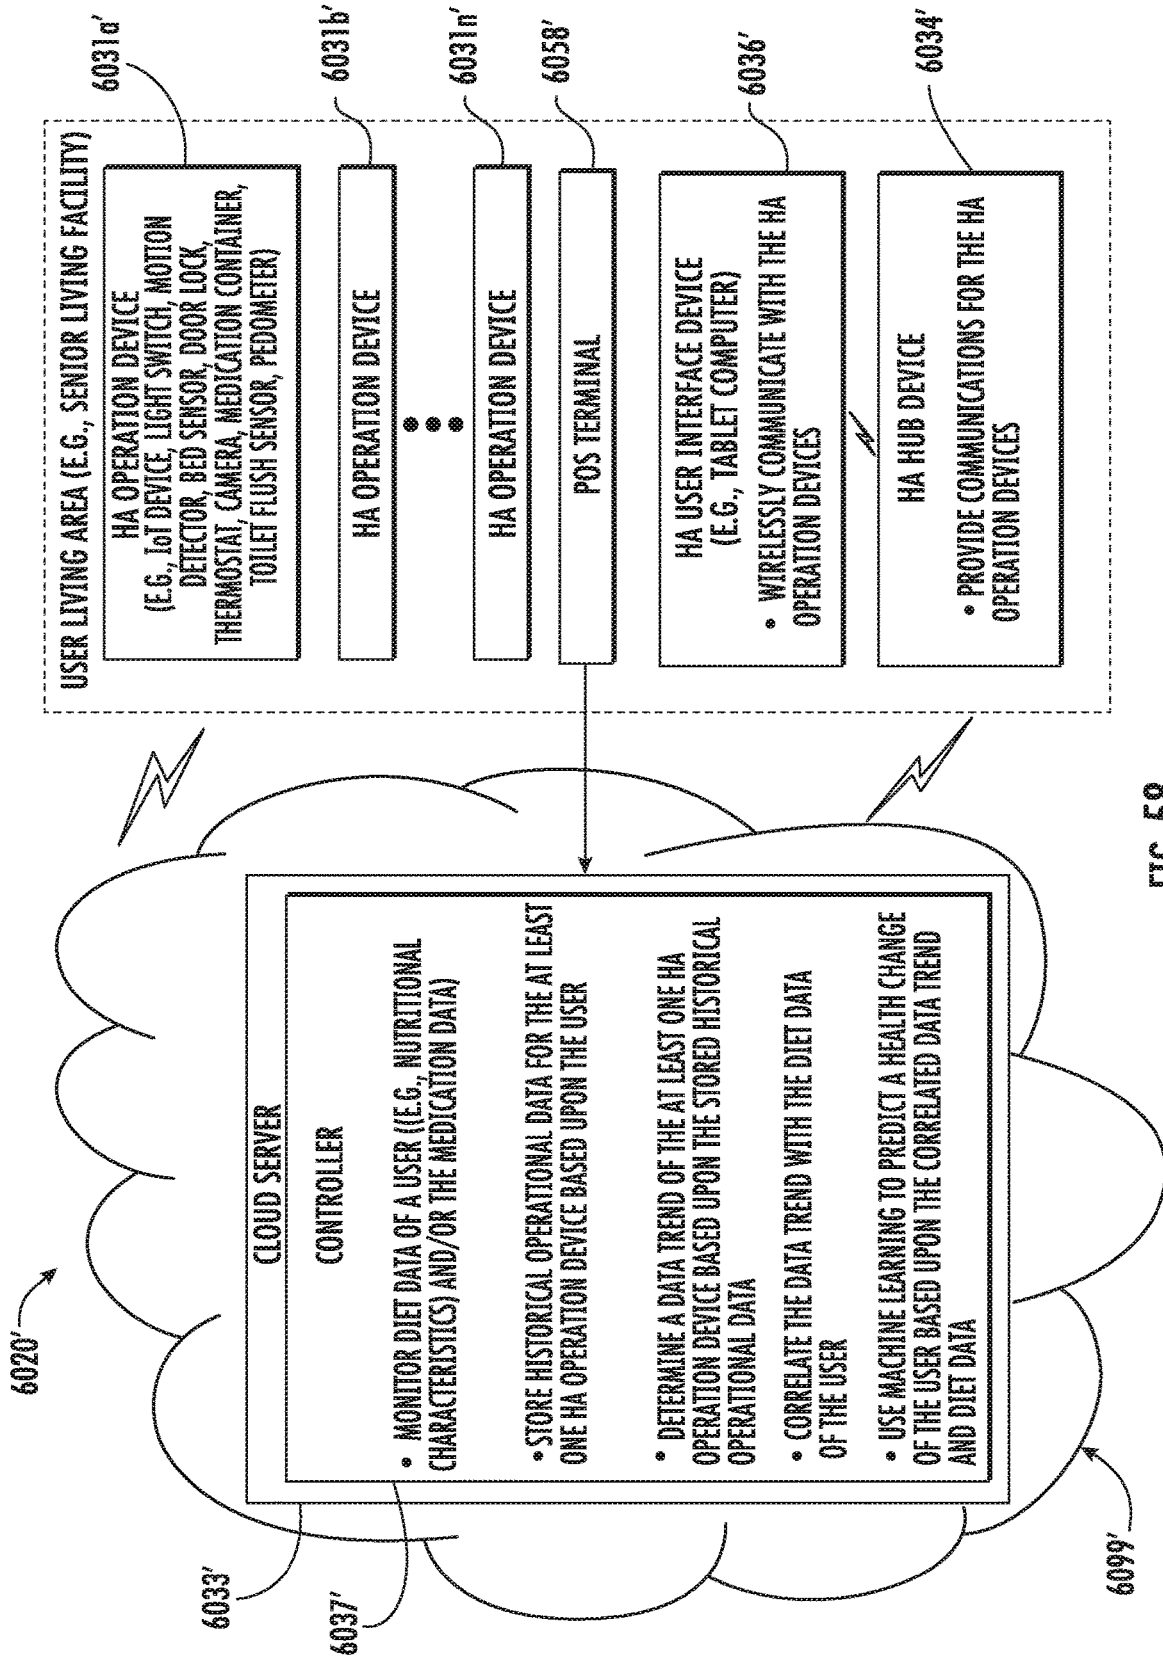 6020'
6033'
6037'
CLOUD SERVER
CONTROLLER
• MONITOR DIET DATA OF A USER ((E.G., NUTRITIONAL
CHARACTERISTICS) AND/OR THE MEDICATION DATA)
• STORE HISTORICAL OPERATIONAL DATA FOR THE AT LEAST
ONE HA OPERATION DEVICE BASED UPON THE USER
• DETERMINE A DATA TREND OF THE AT LEAST ONE HA
OPERATION DEVICE BASED UPON THE STORED HISTORICAL
OPERATIONAL DATA
• CORRELATE THE DATA TREND WITH THE DIET DATA
OF THE USER
• USE MACHINE LEARNING TO PREDICT A HEALTH CHANGE
OF THE USER BASED UPON THE CORRELATED DATA TREND
AND DIET DATA
6099'
USER LIVING AREA (E.G., SENIOR LIVING FACILITY)
HA OPERATION DEVICE
(E.G., IoT DEVICE, LIGHT SWITCH, MOTION
DETECTOR, BED SENSOR, DOOR LOCK,
THERMOSTAT, CAMERA, MEDICATION CONTAINER,
TOILET FLUSH SENSOR, PEDOMETER)
6031a'
HA OPERATION DEVICE
6031b'
HA OPERATION DEVICE
6031n'
POS TERMINAL
6058'
HA USER INTERFACE DEVICE
(E.G., TABLET COMPUTER)
• WIRELESSLY COMMUNICATE WITH THE HA
OPERATION DEVICES
6036'
HA HUB DEVICE
• PROVIDE COMMUNICATIONS FOR THE HA
OPERATION DEVICES
6034'